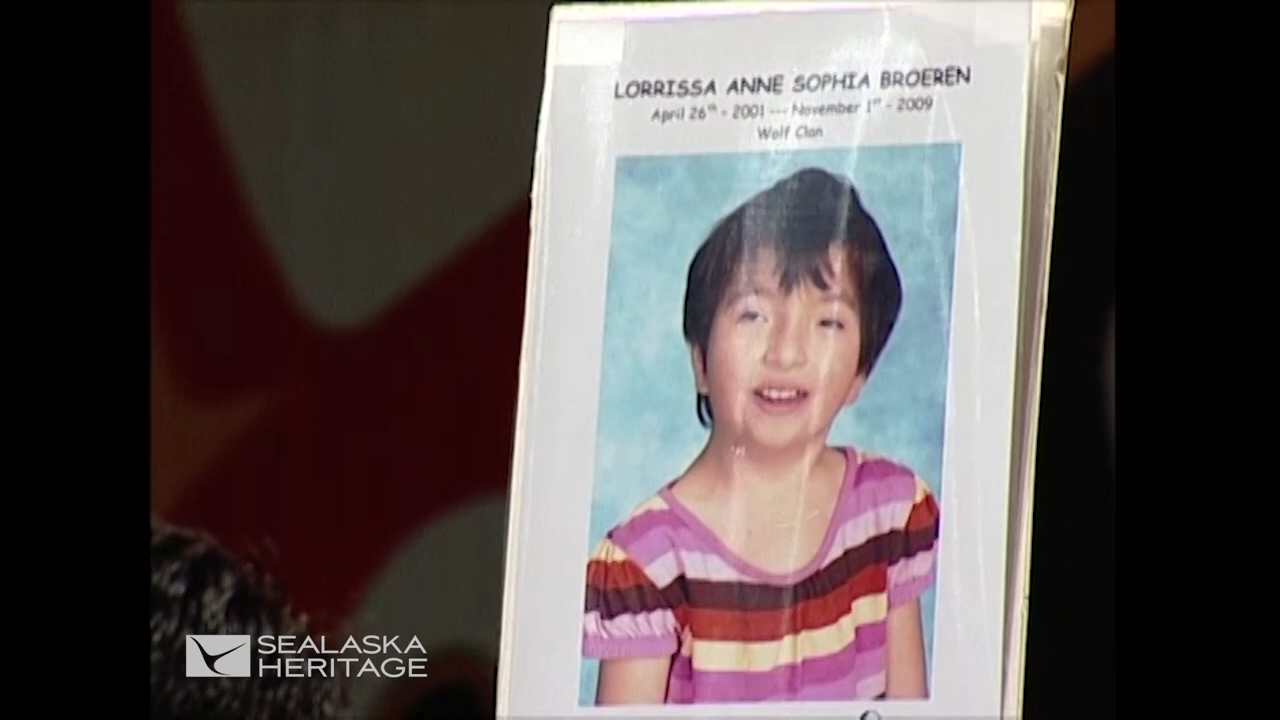 LORRISSA ANNE SOPHIA BROEREN
April 26th - 2001 --- November 1st - 2009
Wolf Clan
SEALASKA
HERITAGE